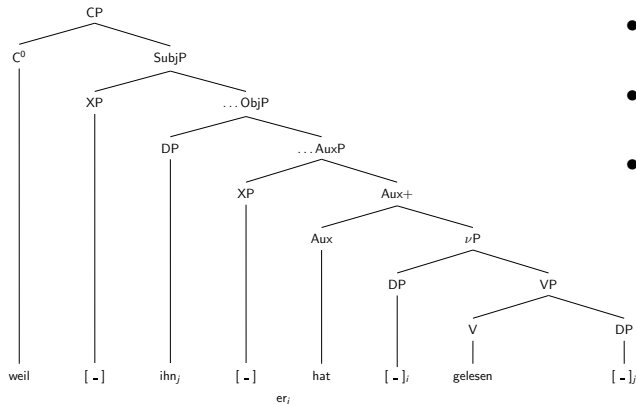 CP
C⁰ SubjP
XP ...ObjP
DP ...AuxP
XP Aux+
Aux νP
DP VP
V DP
weil [ - ] ihnⱼ [ - ] hat [ - ]ᵢ gelesen [ - ]ⱼ
erᵢ